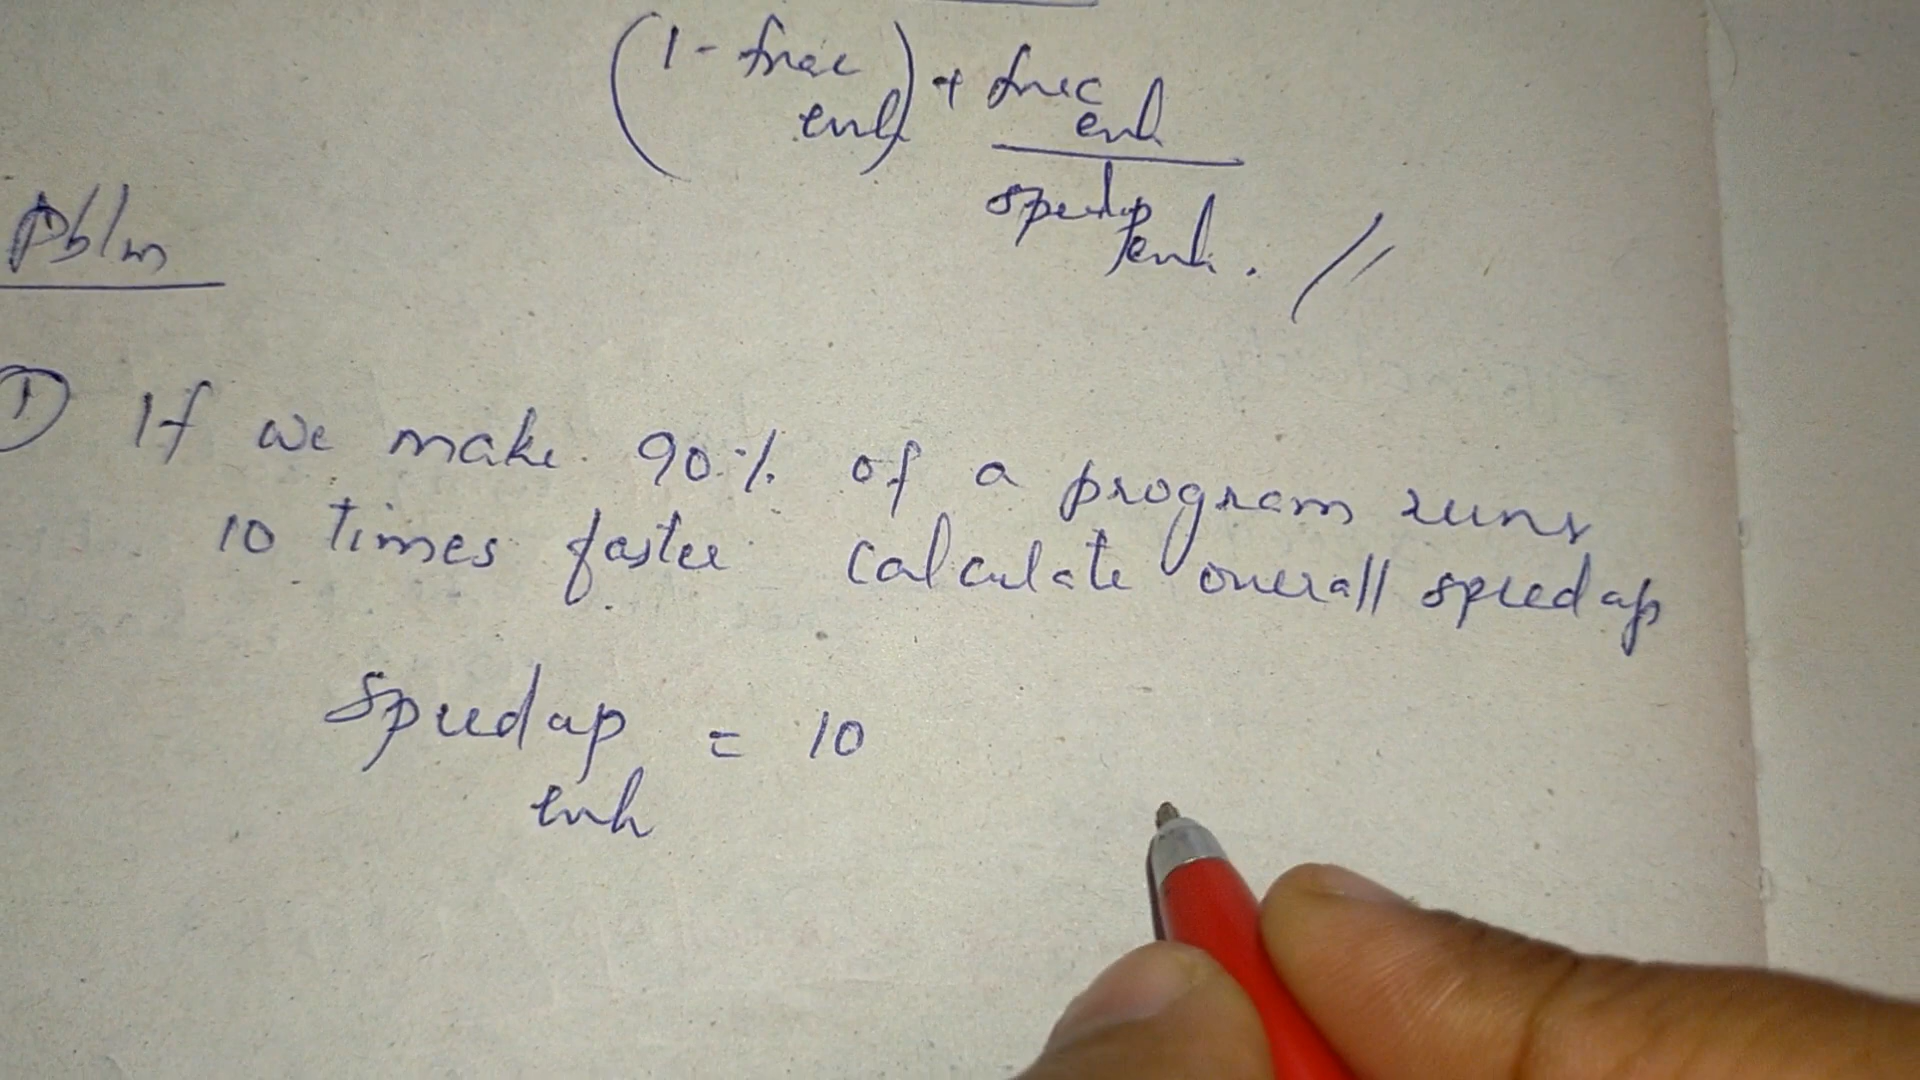 (1 - frac enh) + frac enh
speedup enh. //
Pblm
① If we make 90% of a program runs
10 times faster calculate overall speedup
speedup enh = 10